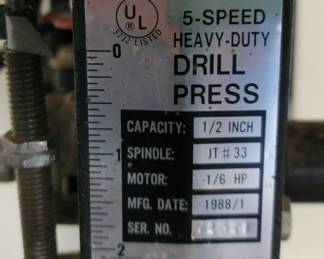 UL
®
3712 LISTED
5-SPEED
HEAVY-DUTY
DRILL
PRESS
0
1
2
CAPACITY: 1/2 INCH
SPINDLE: JT#33
MOTOR: 1/6 HP
MFG. DATE: 1988/1
SER. NO.